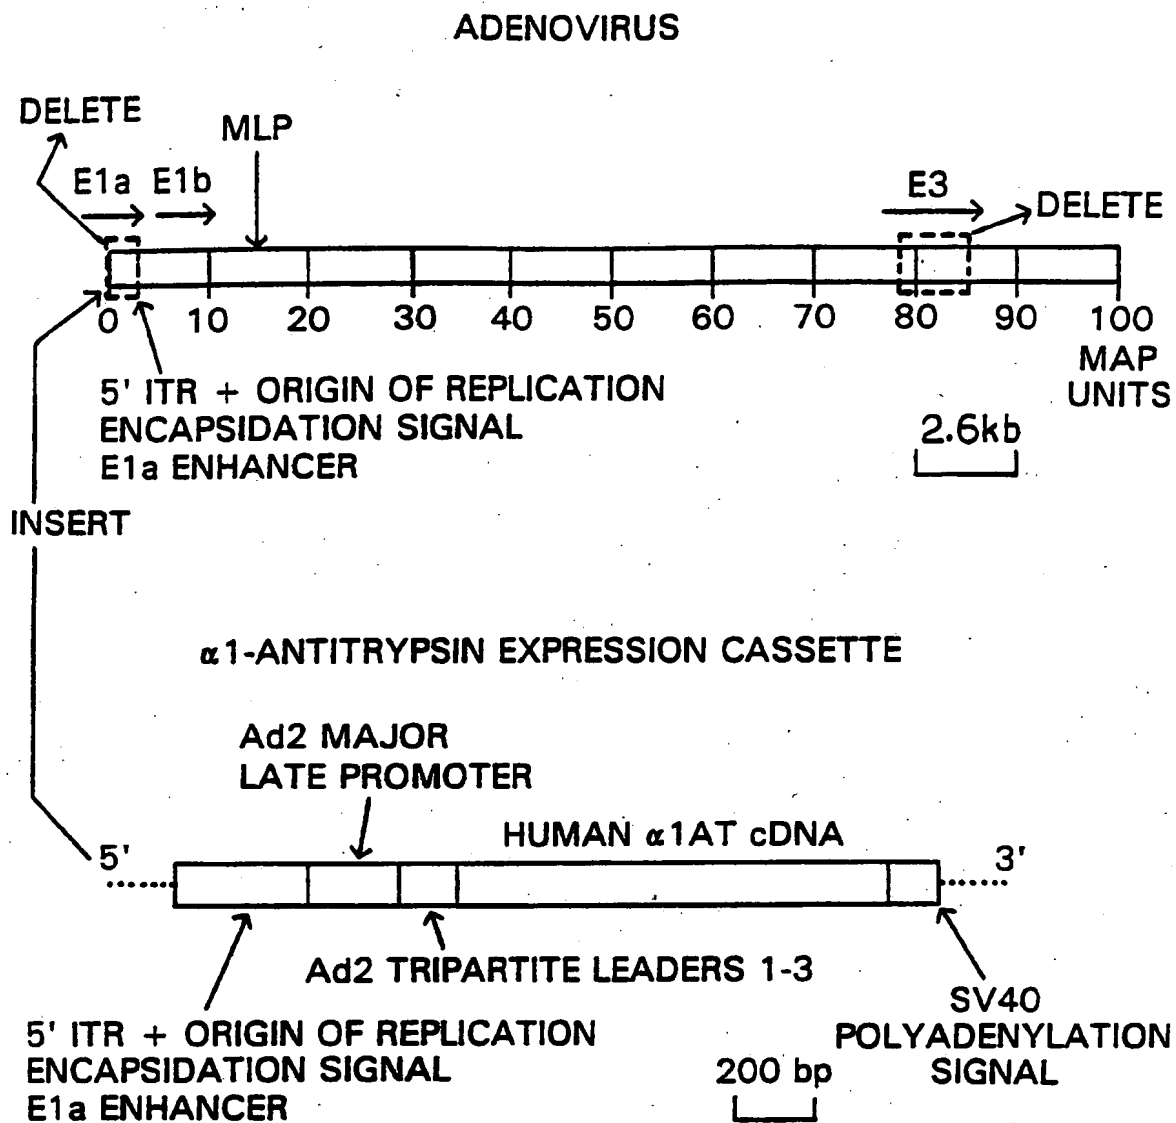 ADENOVIRUS
DELETE
MLP
E1a E1b
E3
DELETE
0 10 20 30 40 50 60 70 80 90 100
MAP
UNITS
5' ITR + ORIGIN OF REPLICATION
ENCAPSIDATION SIGNAL
E1a ENHANCER
2.6kb
INSERT
α1-ANTITRYPSIN EXPRESSION CASSETTE
Ad2 MAJOR
LATE PROMOTER
HUMAN α1AT cDNA
5'
3'
Ad2 TRIPARTITE LEADERS 1-3
SV40
POLYADENYLATION
SIGNAL
5' ITR + ORIGIN OF REPLICATION
ENCAPSIDATION SIGNAL
E1a ENHANCER
200 bp